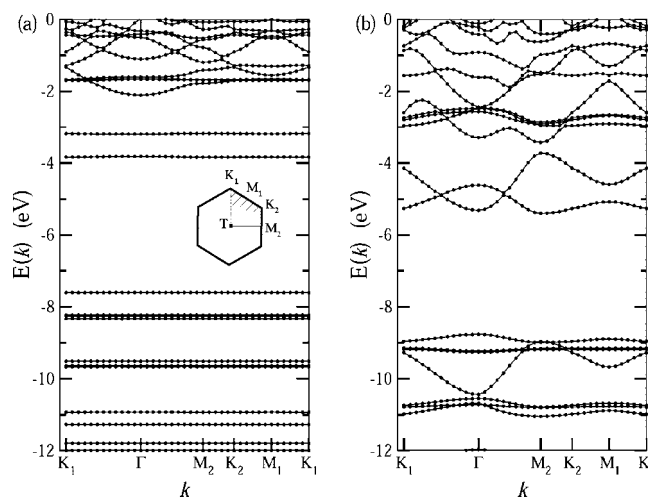 (a)
E(k) (eV)
0
-2
-4
-6
-8
-10
-12
K₁
M₁
K₂
T
M₂
K₁ Γ M₂ K₂ M₁ K₁
k
(b)
E(k) (eV)
0
-2
-4
-6
-8
-10
-12
K₁ Γ M₂ K₂ M₁ K
k